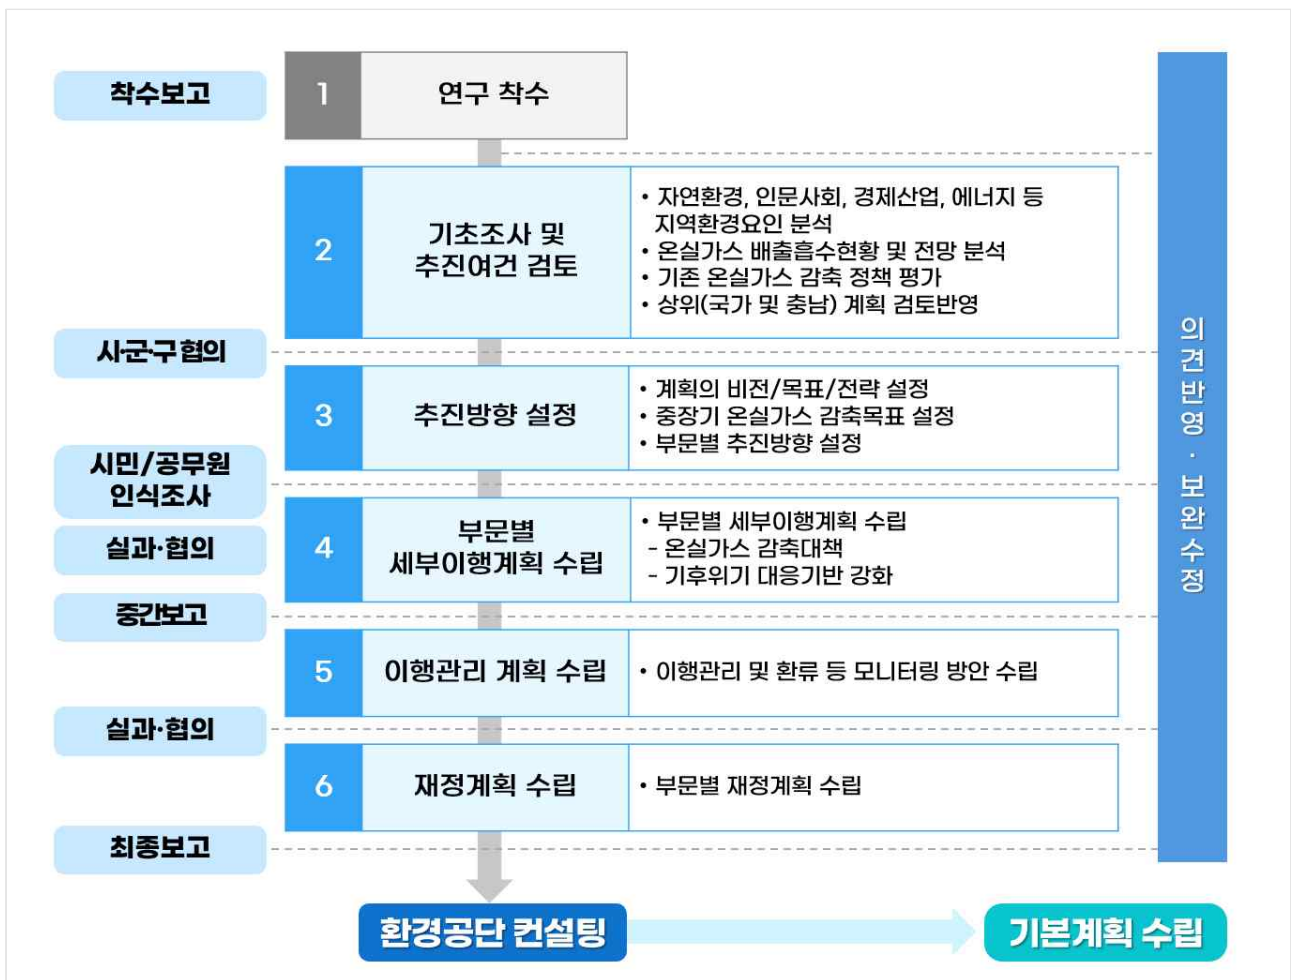 착수보고
1
연구 착수
2
기초조사 및
추진여건 검토
• 자연환경, 인문사회, 경제산업, 에너지 등
지역환경요인 분석
• 온실가스 배출흡수현황 및 전망 분석
• 기존 온실가스 감축 정책 평가
• 상위(국가 및 충남) 계획 검토반영
시·군·구 협의
3
추진방향 설정
• 계획의 비전/목표/전략 설정
• 중장기 온실가스 감축목표 설정
• 부문별 추진방향 설정
시민/공무원
인식조사
실과·협의
4
부문별
세부이행계획 수립
• 부문별 세부이행계획 수립
- 온실가스 감축대책
- 기후위기 대응기반 강화
중간보고
5
이행관리 계획 수립
• 이행관리 및 환류 등 모니터링 방안 수립
실과·협의
6
재정계획 수립
• 부문별 재정계획 수립
최종보고
의견반영·보완수정
환경공단 컨설팅
기본계획 수립